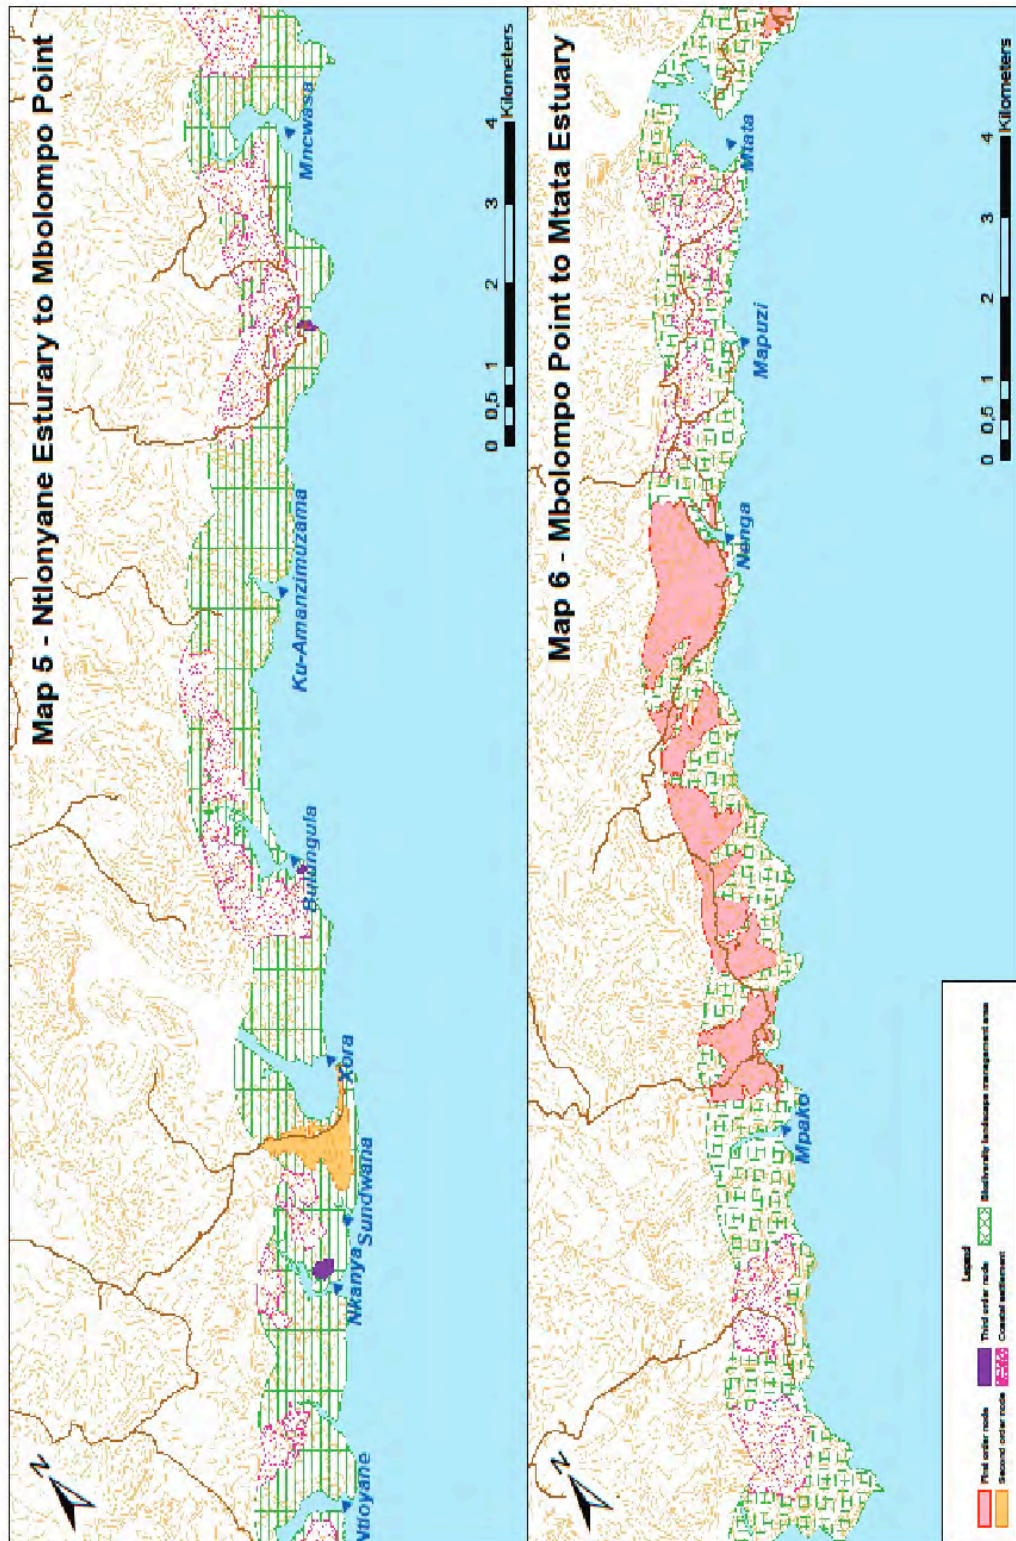 Map 5 - Ntlonyane Esturary to Mbolompo Point
N
Ntloyane
Nkanya
Sundwana
Xora
Bulungula
Ku-Amanzimuzama
Mncwasa
0 0,5 1 2 3 4
Kilometers
Map 6 - Mbolompo Point to Mtata Estuary
N
Mpako
Nenga
Mapuzi
Mtata
0 0,5 1 2 3 4
Kilometers
Legend
First order node
Third order node
Biodiversity landscape management area
Second order node
Coastal settlement